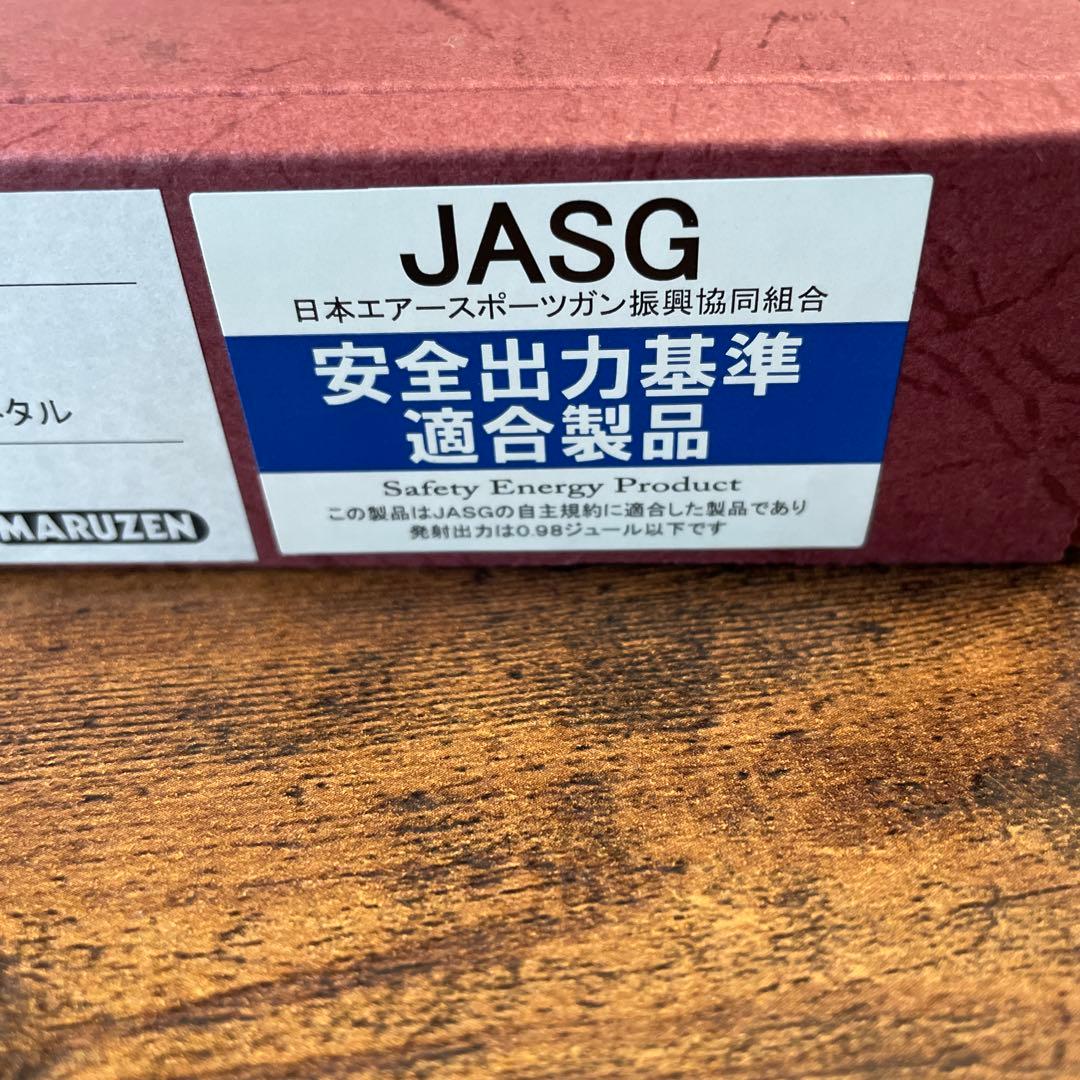 JASG
日本エアースポーツガン振興協同組合
安全出力基準
適合製品
Safety Energy Product
この製品はJASGの自主規約に適合した製品であり
発射出力は0.98ジュール以下です
タル
MARUZEN